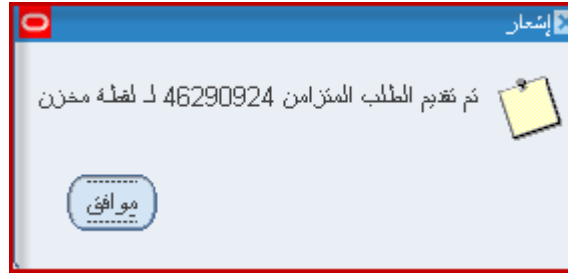 إشعار
تم تقديم الطلب المتزامن 46290924 لـ لقطة مخزن
موافق